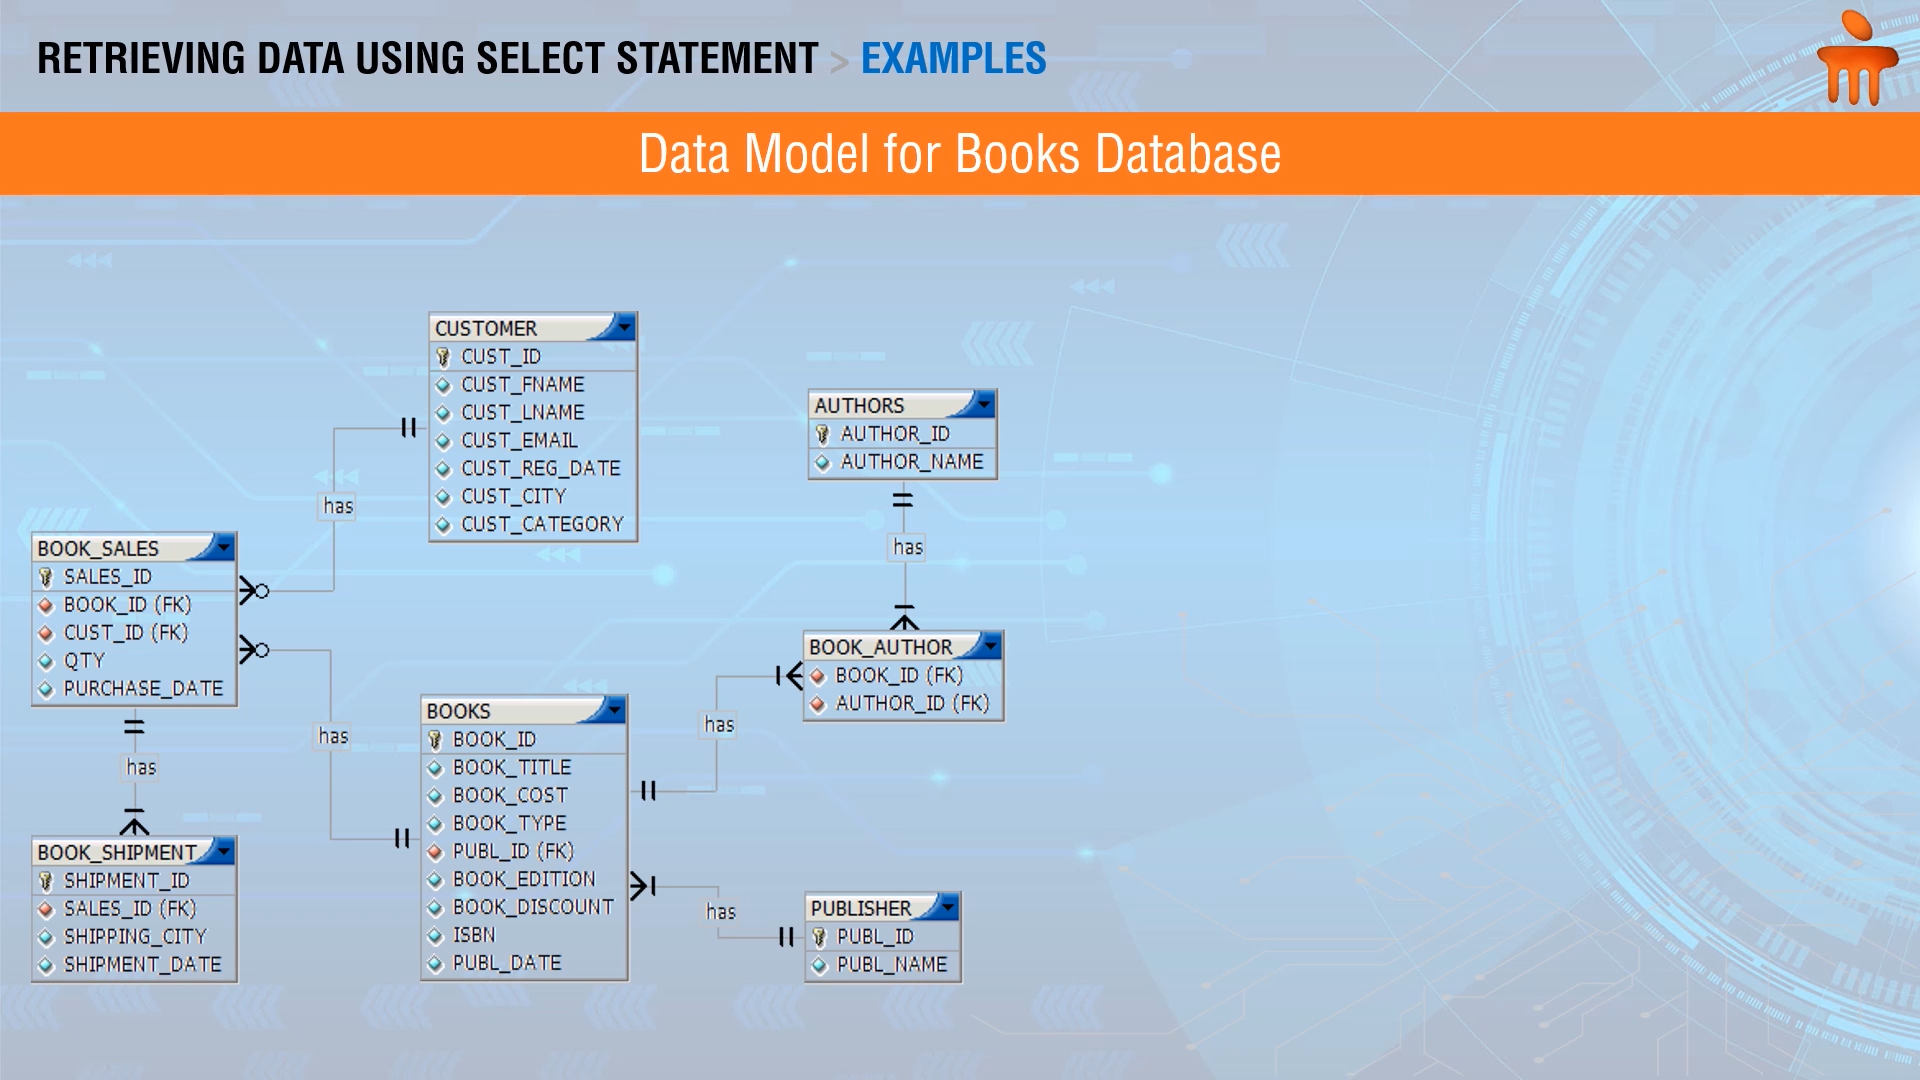 RETRIEVING DATA USING SELECT STATEMENT > EXAMPLES
Data Model for Books Database
CUSTOMER
CUST_ID
CUST_FNAME
CUST_LNAME
CUST_EMAIL
CUST_REG_DATE
CUST_CITY
CUST_CATEGORY
has
AUTHORS
AUTHOR_ID
AUTHOR_NAME
has
BOOK_SALES
SALES_ID
BOOK_ID (FK)
CUST_ID (FK)
QTY
PURCHASE_DATE
has
has
BOOK_AUTHOR
BOOK_ID (FK)
AUTHOR_ID (FK)
has
BOOKS
BOOK_ID
BOOK_TITLE
BOOK_COST
BOOK_TYPE
PUBL_ID (FK)
BOOK_EDITION
BOOK_DISCOUNT
ISBN
PUBL_DATE
BOOK_SHIPMENT
SHIPMENT_ID
SALES_ID (FK)
SHIPPING_CITY
SHIPMENT_DATE
has
PUBLISHER
PUBL_ID
PUBL_NAME